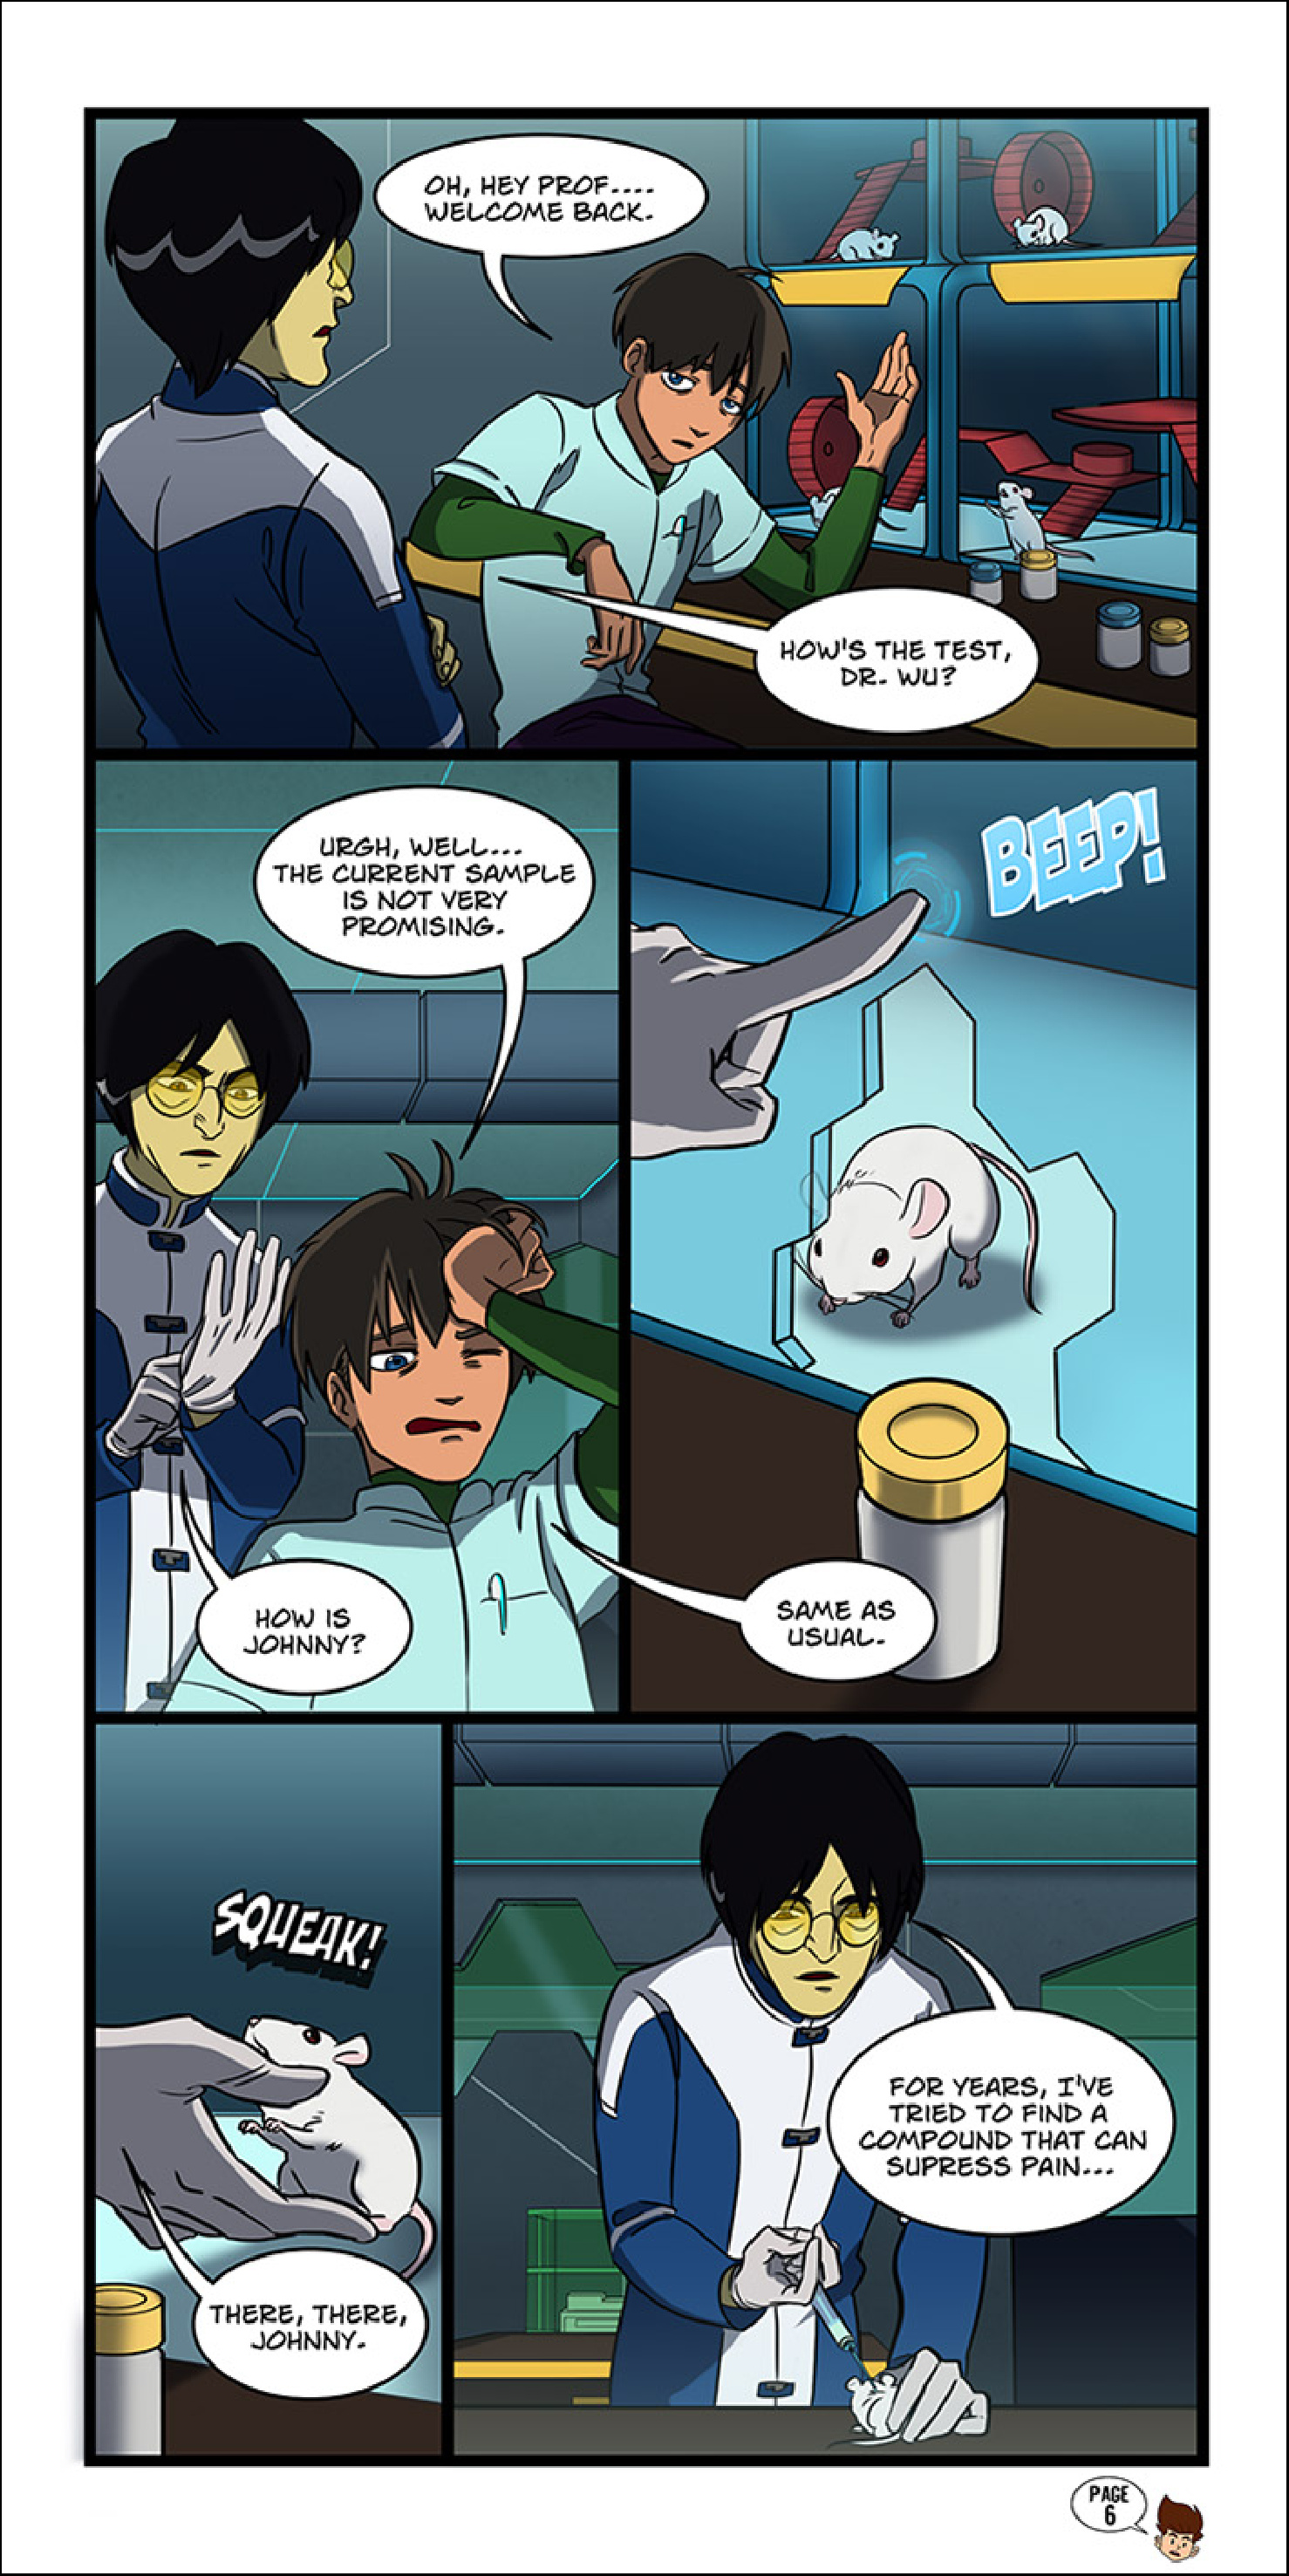 OH, HEY PROF....
WELCOME BACK.
HOW'S THE TEST,
DR. WU?
URGH, WELL...
THE CURRENT SAMPLE
IS NOT VERY
PROMISING.
HOW IS
JOHNNY?
BEEP!
SAME AS
USUAL.
SQUEAK!
THERE, THERE,
JOHNNY.
FOR YEARS, I'VE
TRIED TO FIND A
COMPOUND THAT CAN
SUPRESS PAIN...
PAGE
6